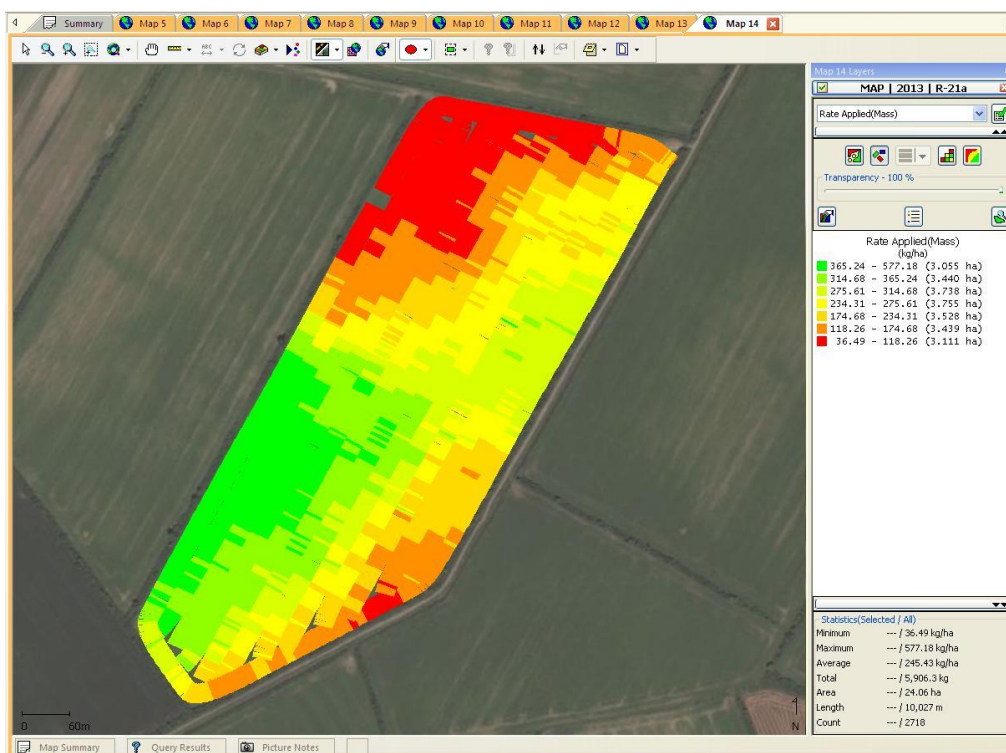 Summary Map 5 Map 6 Map 7 Map 8 Map 9 Map 10 Map 11 Map 12 Map 13 Map 14
ABC
Map 14 Layers
MAP | 2013 | R-21a
Rate Applied(Mass)
Transparency - 100 %
Rate Applied(Mass)
(kg/ha)
365.24 - 577.18 (3.055 ha)
314.68 - 365.24 (3.440 ha)
275.61 - 314.68 (3.738 ha)
234.31 - 275.61 (3.755 ha)
174.68 - 234.31 (3.528 ha)
118.26 - 174.68 (3.439 ha)
36.49 - 118.26 (3.111 ha)
Statistics(Selected / All)
Minimum --- / 36.49 kg/ha
Maximum --- / 577.18 kg/ha
Average --- / 245.43 kg/ha
Total --- / 5,906.3 kg
Area --- / 24.06 ha
Length --- / 10,027 m
Count --- / 2718
0 60m
N
Map Summary Query Results Picture Notes